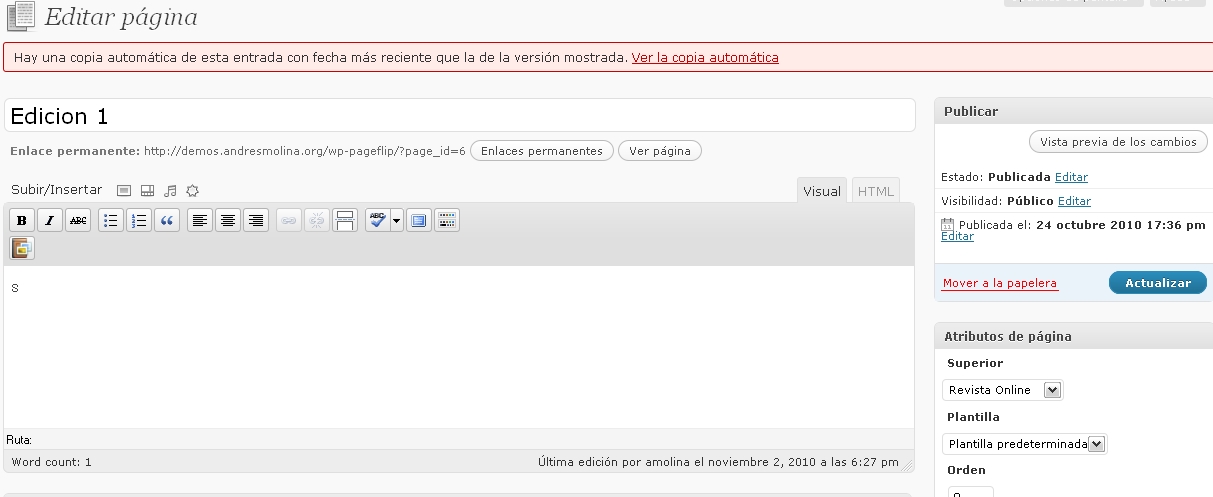 Editar página
Hay una copia automática de esta entrada con fecha más reciente que la de la versión mostrada. Ver la copia automática
Edicion 1
Enlace permanente: http://demos.andresmolina.org/wp-pageflip/?page_id=6 Enlaces permanentes Ver página
Subir/Insertar
Visual HTML
B I ABC ABC
s
Ruta:
Word count: 1
Última edición por amolina el noviembre 2, 2010 a las 6:27 pm
Publicar
Vista previa de los cambios
Estado: Publicada Editar
Visibilidad: Público Editar
Publicada el: 24 octubre 2010 17:36 pm
Editar
Mover a la papelera Actualizar
Atributos de página
Superior
Revista Online
Plantilla
Plantilla predeterminada
Orden